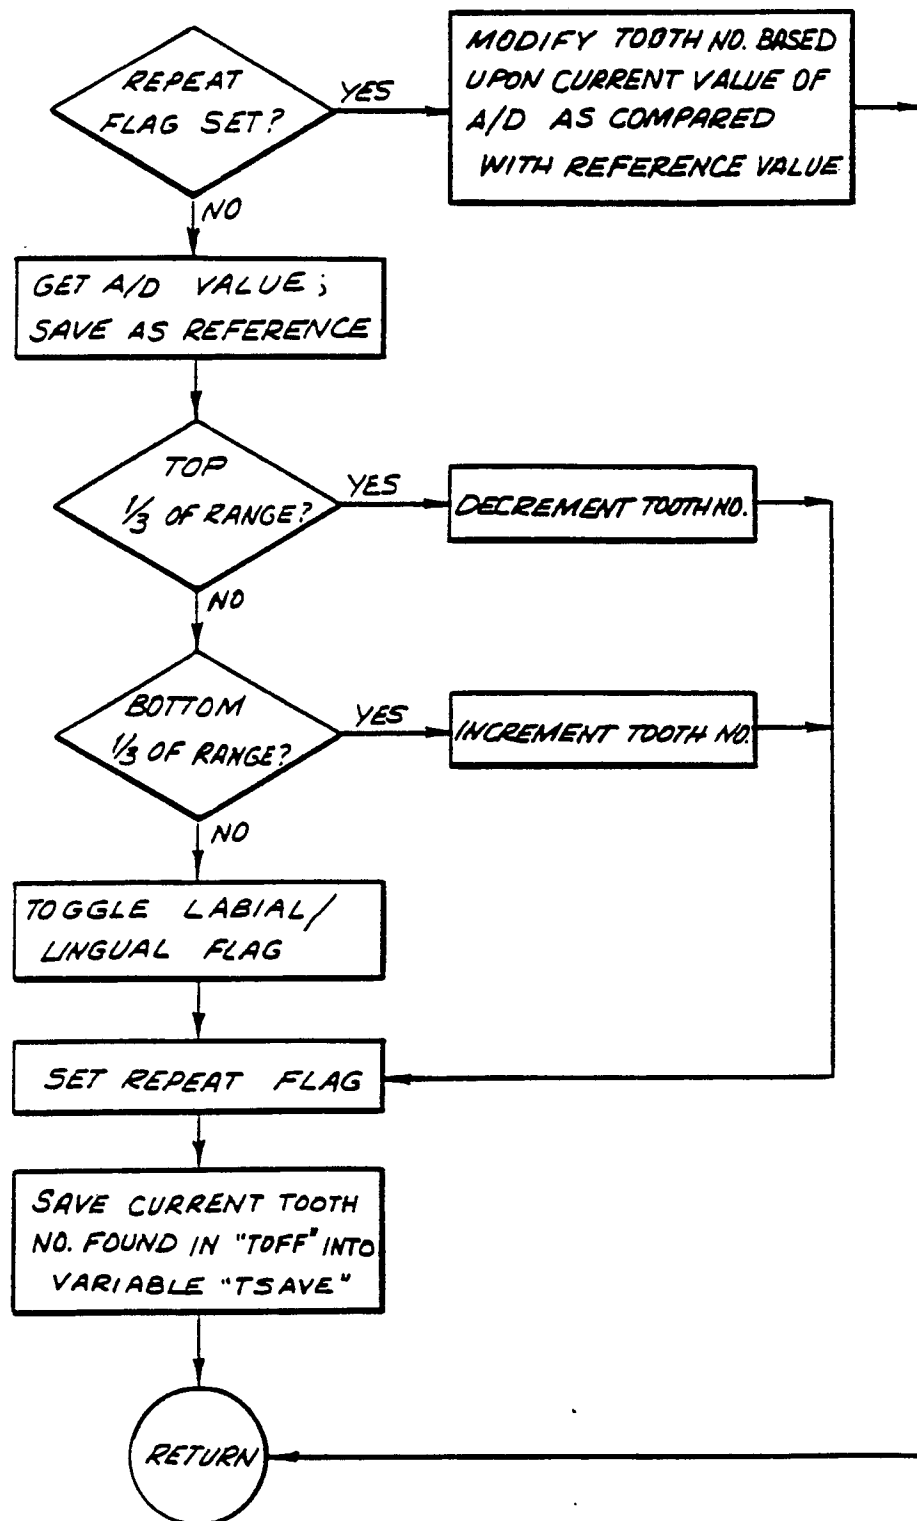 REPEAT
FLAG SET?
YES
MODIFY TOOTH NO. BASED
UPON CURRENT VALUE OF
A/D AS COMPARED
WITH REFERENCE VALUE
NO
GET A/D VALUE;
SAVE AS REFERENCE
TOP
1/3 OF RANGE?
YES
DECREMENT TOOTH NO.
NO
BOTTOM
1/3 OF RANGE?
YES
INCREMENT TOOTH NO.
NO
TOGGLE LABIAL/
LINGUAL FLAG
SET REPEAT FLAG
SAVE CURRENT TOOTH
NO. FOUND IN "TOFF" INTO
VARIABLE "TSAVE"
RETURN